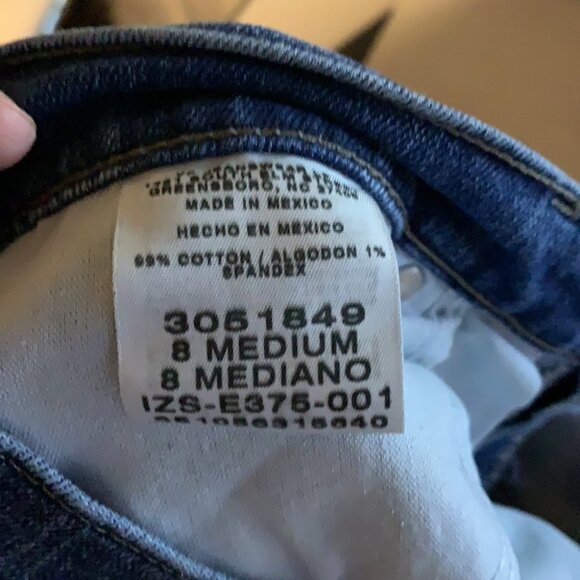 GREENSBORO, NC
MADE IN MEXICO
HECHO EN MEXICO
99% COTTON / ALGODON 1%
SPANDEX
3051849
8 MEDIUM
8 MEDIANO
IZS-E375-001